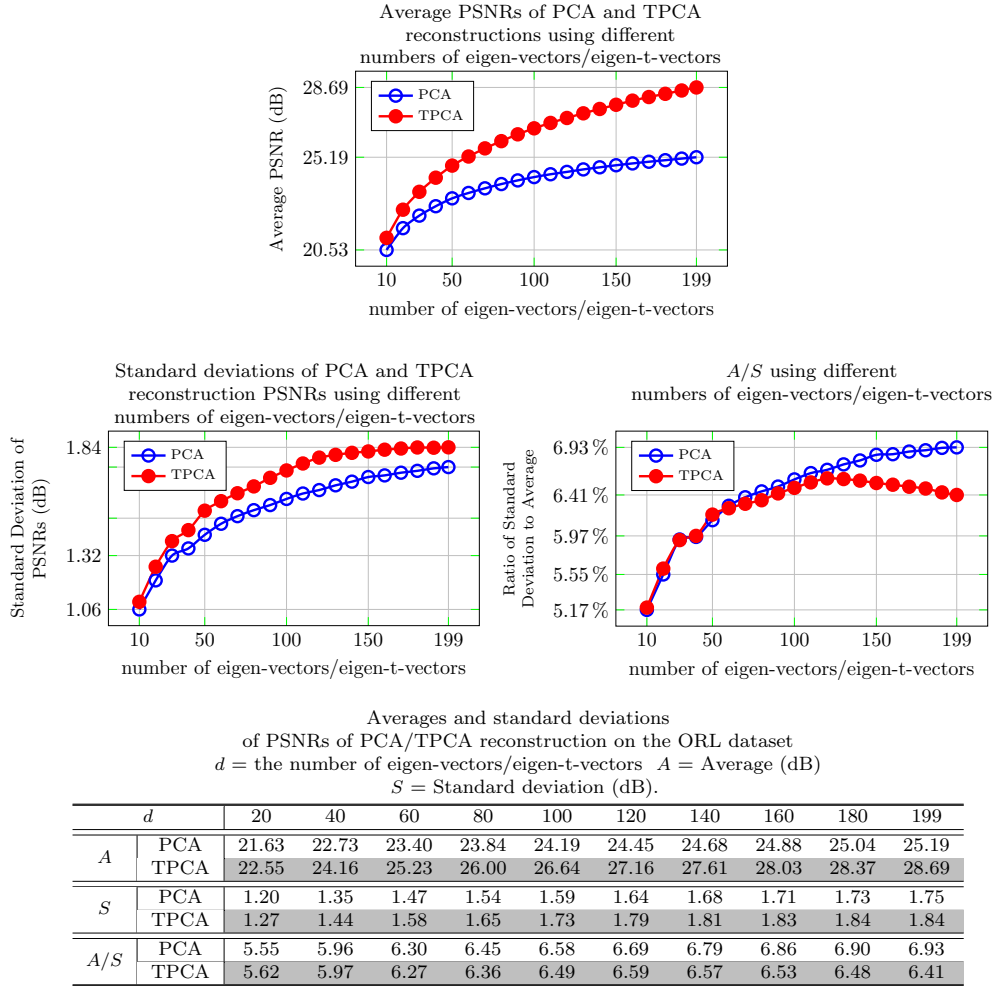 Average PSNRs of PCA and TPCA
reconstructions using different
numbers of eigen-vectors/eigen-t-vectors
Average PSNR (dB)
28.69
25.19
20.53
PCA
TPCA
10 50 100 150 199
number of eigen-vectors/eigen-t-vectors
Standard deviations of PCA and TPCA
reconstruction PSNRs using different
numbers of eigen-vectors/eigen-t-vectors
Standard Deviation of
PSNRs (dB)
1.84
1.32
1.06
PCA
TPCA
10 50 100 150 199
number of eigen-vectors/eigen-t-vectors
A/S using different
numbers of eigen-vectors/eigen-t-vectors
Ratio of Standard
Deviation to Average
6.93 %
6.41 %
5.97 %
5.55 %
5.17 %
PCA
TPCA
10 50 100 150 199
number of eigen-vectors/eigen-t-vectors
Averages and standard deviations
of PSNRs of PCA/TPCA reconstruction on the ORL dataset
d = the number of eigen-vectors/eigen-t-vectors A = Average (dB)
S = Standard deviation (dB).
d 20 40 60 80 100 120 140 160 180 199
A PCA 21.63 22.73 23.40 23.84 24.19 24.45 24.68 24.88 25.04 25.19
TPCA 22.55 24.16 25.23 26.00 26.64 27.16 27.61 28.03 28.37 28.69
S PCA 1.20 1.35 1.47 1.54 1.59 1.64 1.68 1.71 1.73 1.75
TPCA 1.27 1.44 1.58 1.65 1.73 1.79 1.81 1.83 1.84 1.84
A/S PCA 5.55 5.96 6.30 6.45 6.58 6.69 6.79 6.86 6.90 6.93
TPCA 5.62 5.97 6.27 6.36 6.49 6.59 6.57 6.53 6.48 6.41